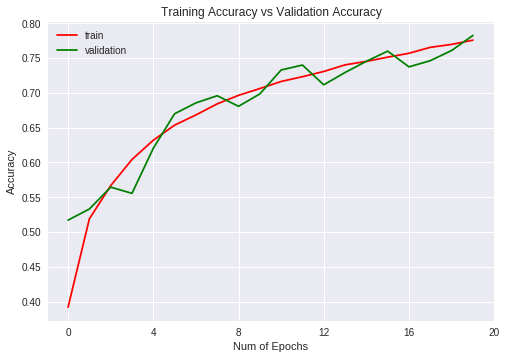 Training Accuracy vs Validation Accuracy
train
validation
Accuracy
0.80
0.75
0.70
0.65
0.60
0.55
0.50
0.45
0.40
0 4 8 12 16 20
Num of Epochs